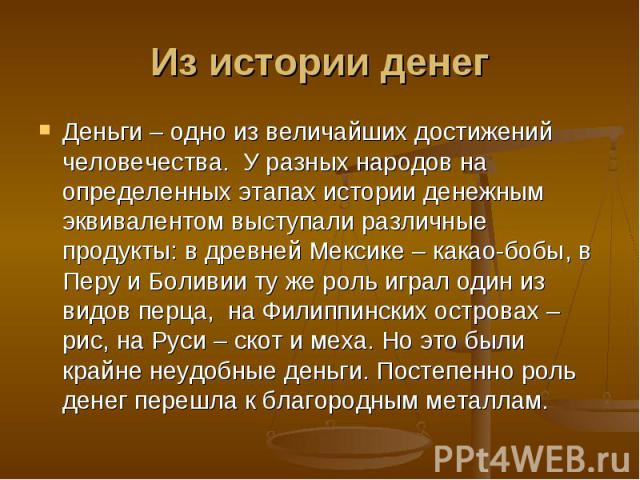 Из истории денег
Деньги – одно из величайших достижений
человечества. У разных народов на
определенных этапах истории денежным
эквивалентом выступали различные
продукты: в древней Мексике – какао-бобы, в
Перу и Боливии ту же роль играл один из
видов перца, на Филиппинских островах –
рис, на Руси – скот и меха. Но это были
крайне неудобные деньги. Постепенно роль
денег перешла к благородным металлам.
PPt4WEB.ru